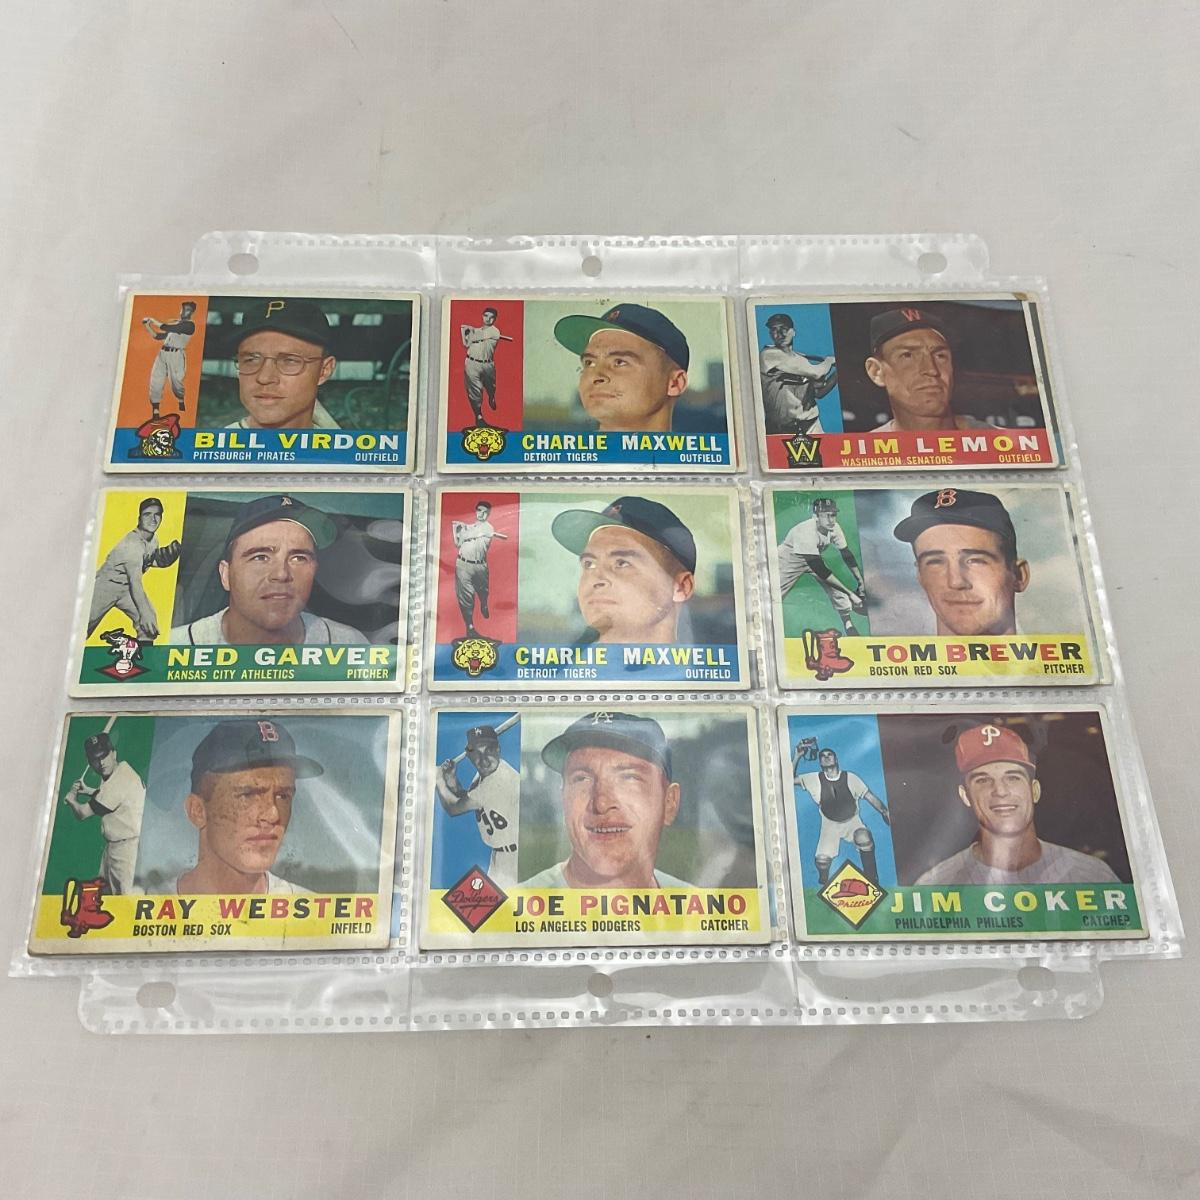 P
BILL VIRDON
PITTSBURGH PIRATES OUTFIELD
CHARLIE MAXWELL
DETROIT TIGERS OUTFIELD
W
W
JIM LEMON
WASHINGTON SENATORS OUTFIELD
A
NED GARVER
KANSAS CITY ATHLETICS PITCHER
CHARLIE MAXWELL
DETROIT TIGERS OUTFIELD
B
TOM BREWER
BOSTON RED SOX PITCHER
B
RAY WEBSTER
BOSTON RED SOX INFIELD
LA
58
Dodgers
JOE PIGNATANO
LOS ANGELES DODGERS CATCHER
P
Phillies
JIM COKER
PHILADELPHIA PHILLIES CATCHER